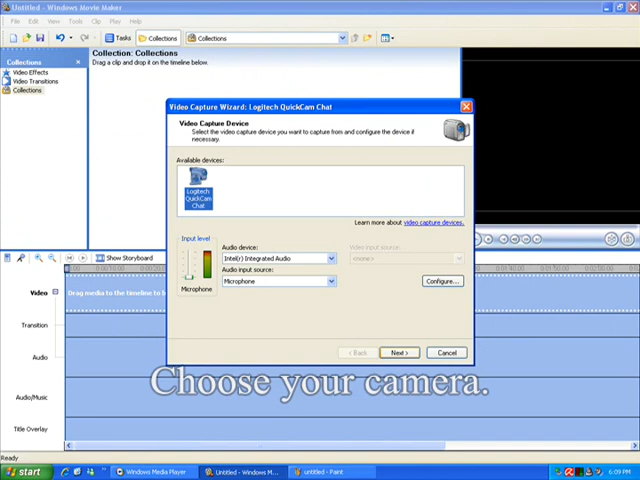 Untitled - Windows Movie Maker
File Edit View Tools Clip Play Help
Tasks Collections Collections
Collections
Collection: Collections
Drag a clip and drop it on the timeline below.
Video Effects
Video Transitions
Collections
Video Capture Wizard: Logitech QuickCam Chat
Video Capture Device
Select the video capture device you want to capture from and configure the device if
necessary.
Available devices:
Logitech
QuickCam
Chat
Learn more about video capture devices.
Input level
Audio device:
Video input source:
Intel(r) Integrated Audio
<none>
Audio input source:
Microphone
Configure...
Microphone
< Back Next > Cancel
Show Storyboard
Video
Drag media to the timeline to b
Transition
Audio
Audio/Music
Title Overlay
Choose your camera.
Ready
start
Windows Media Player
Untitled - Windows M...
untitled - Paint
6:09 PM